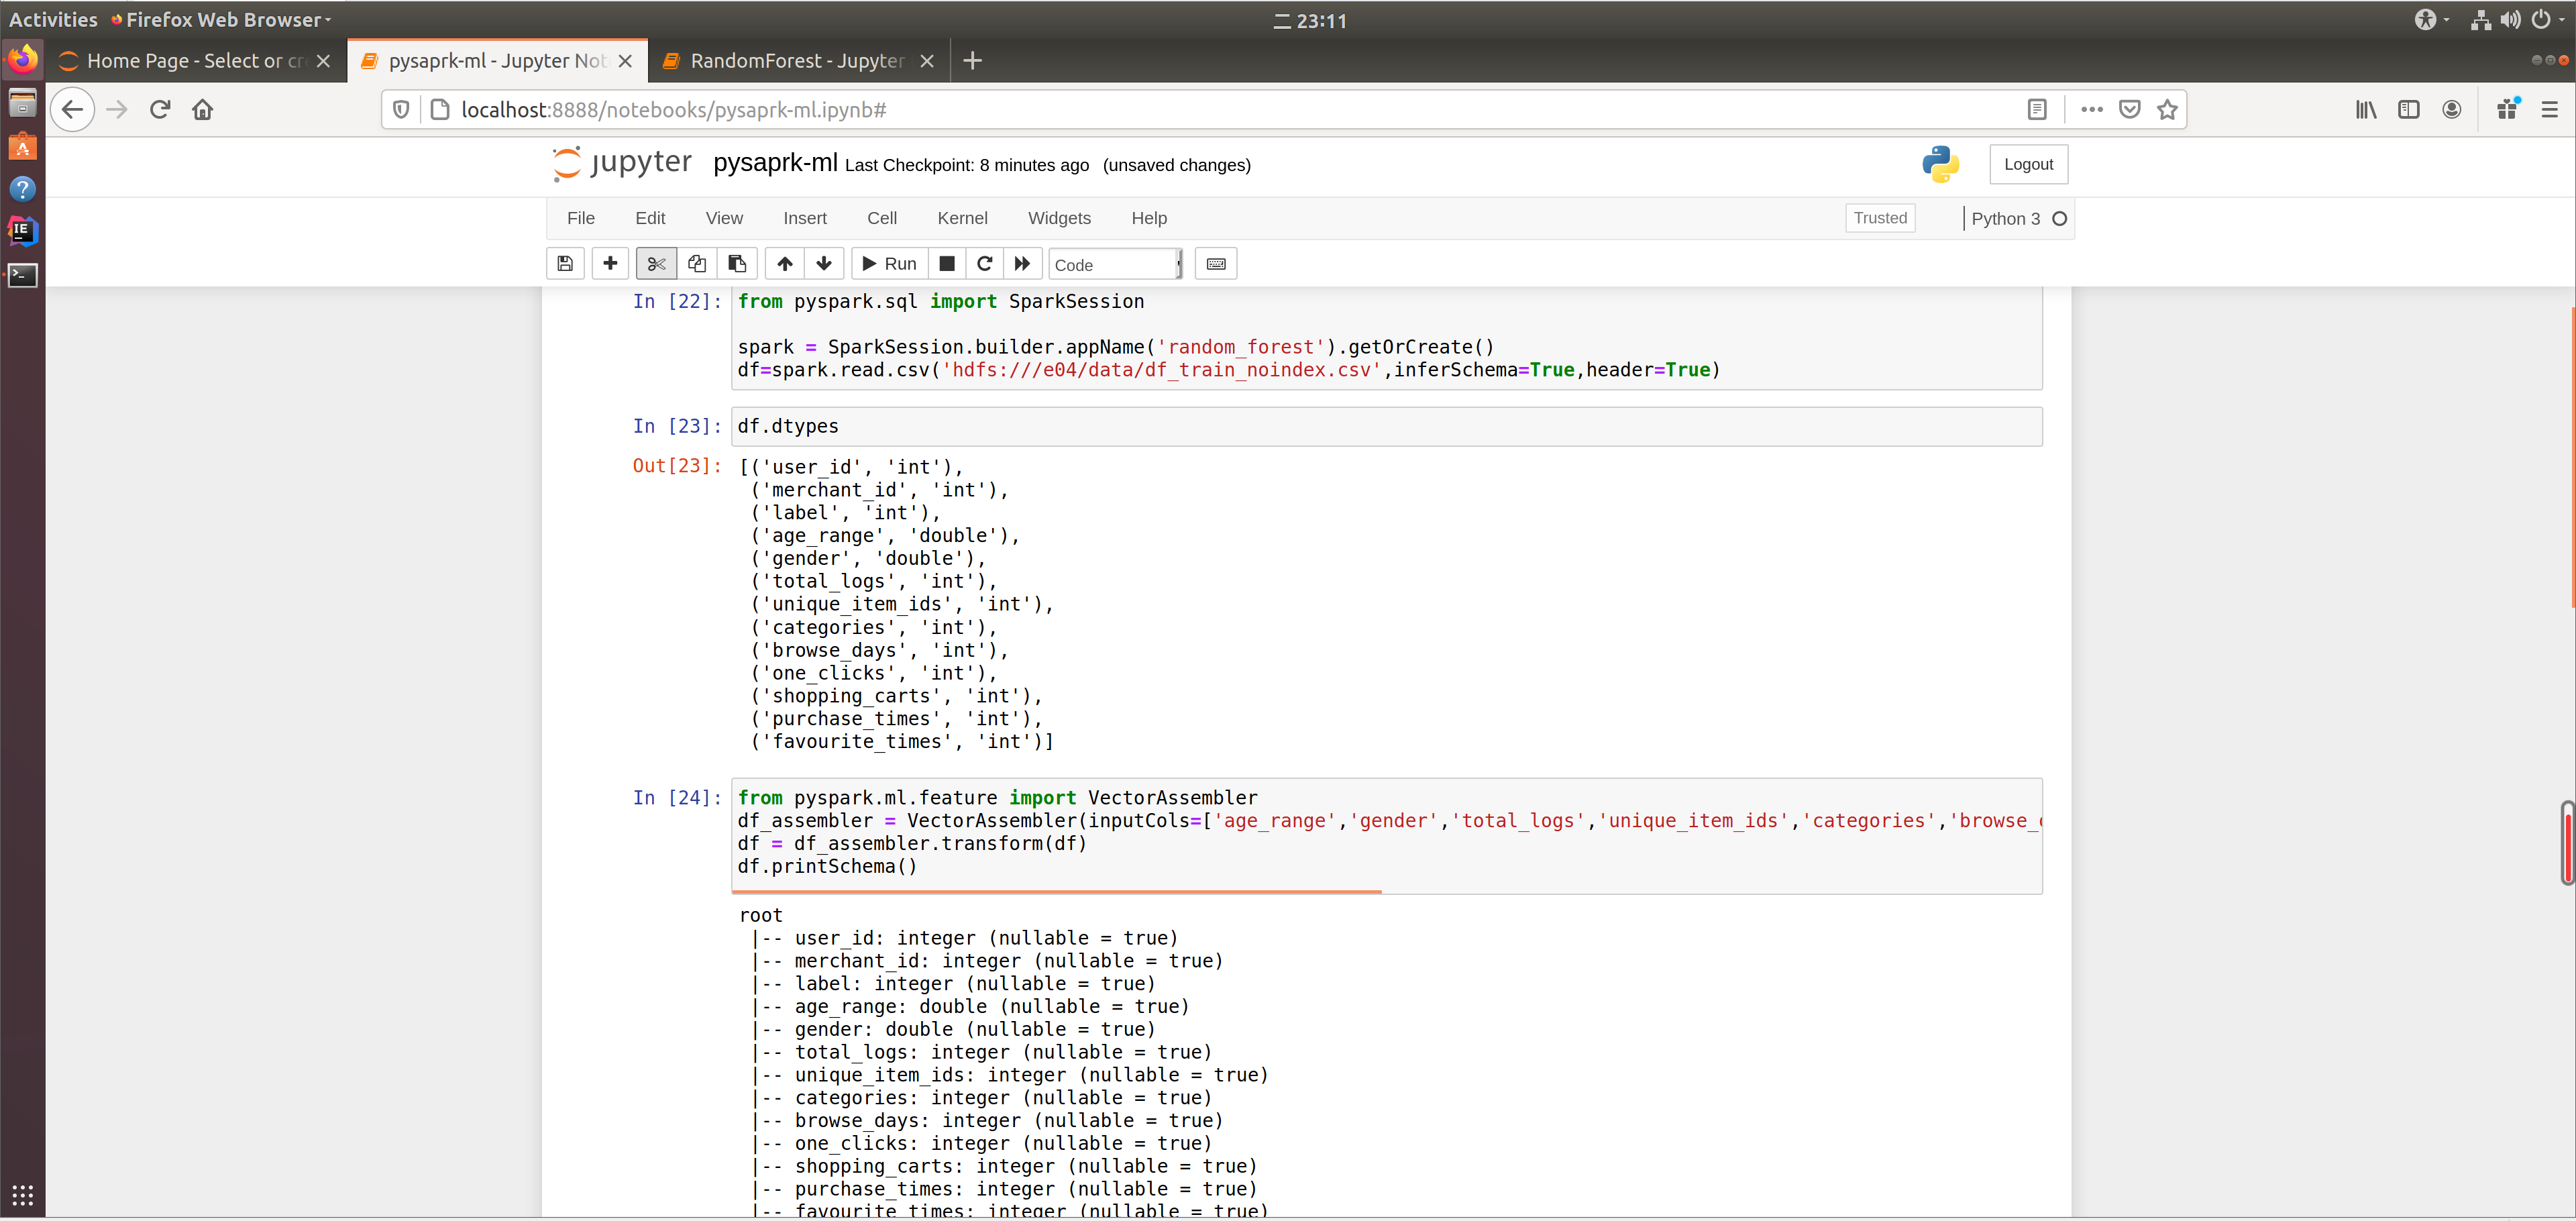 Activities Firefox Web Browser
二 23:11
Home Page - Select or cr
pysaprk-ml - Jupyter Not
RandomForest - Jupyter
localhost:8888/notebooks/pysaprk-ml.ipynb#
jupyter pysaprk-ml Last Checkpoint: 8 minutes ago (unsaved changes)
Logout
File Edit View Insert Cell Kernel Widgets Help
Trusted
Python 3
Run
Code
In [22]: from pyspark.sql import SparkSession
spark = SparkSession.builder.appName('random_forest').getOrCreate()
df=spark.read.csv('hdfs:///e04/data/df_train_noindex.csv',inferSchema=True,header=True)
In [23]: df.dtypes
Out[23]: [('user_id', 'int'),
('merchant_id', 'int'),
('label', 'int'),
('age_range', 'double'),
('gender', 'double'),
('total_logs', 'int'),
('unique_item_ids', 'int'),
('categories', 'int'),
('browse_days', 'int'),
('one_clicks', 'int'),
('shopping_carts', 'int'),
('purchase_times', 'int'),
('favourite_times', 'int')]
In [24]: from pyspark.ml.feature import VectorAssembler
df_assembler = VectorAssembler(inputCols=['age_range','gender','total_logs','unique_item_ids','categories','browse_
df = df_assembler.transform(df)
df.printSchema()
root
|-- user_id: integer (nullable = true)
|-- merchant_id: integer (nullable = true)
|-- label: integer (nullable = true)
|-- age_range: double (nullable = true)
|-- gender: double (nullable = true)
|-- total_logs: integer (nullable = true)
|-- unique_item_ids: integer (nullable = true)
|-- categories: integer (nullable = true)
|-- browse_days: integer (nullable = true)
|-- one_clicks: integer (nullable = true)
|-- shopping_carts: integer (nullable = true)
|-- purchase_times: integer (nullable = true)
|-- favourite_times: integer (nullable = true)